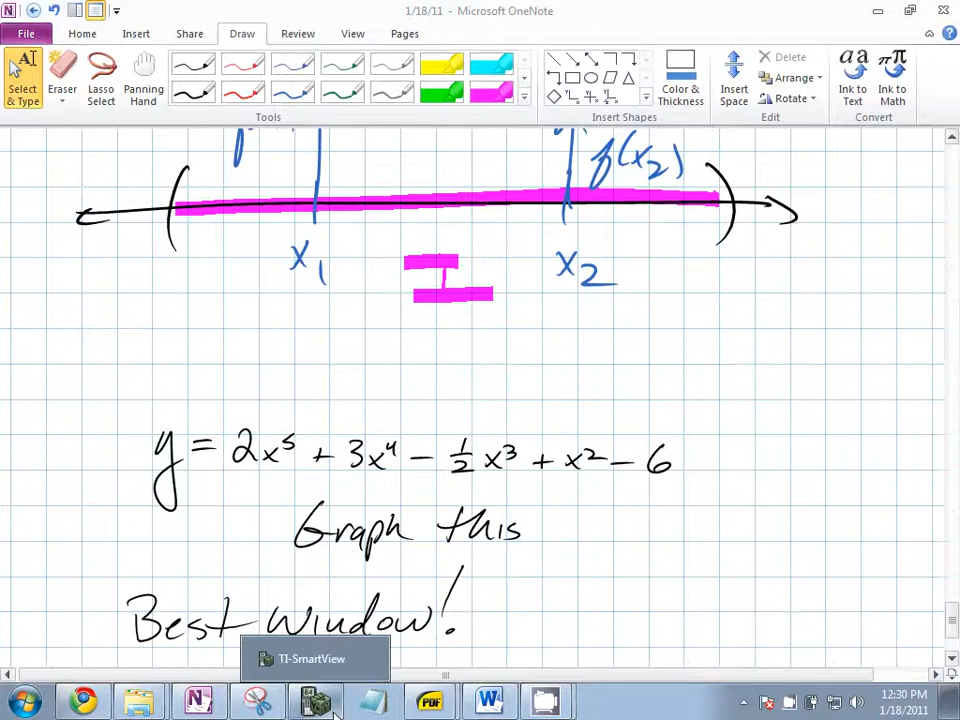 1/18/11 - Microsoft OneNote
File Home Insert Share Draw Review View Pages
Select & Type
Eraser
Lasso Select
Panning Hand
Color & Thickness
Insert Space
Delete
Arrange
Rotate
Ink to Text
Ink to Math
Tools
Insert Shapes
Edit
Convert
f(x₂)
x₁
x₂
I
y = 2x⁵ + 3x⁴ - ½x³ + x² - 6
Graph this
Best Window!
TI-SmartView
84
PDF
W
12:30 PM
1/18/2011